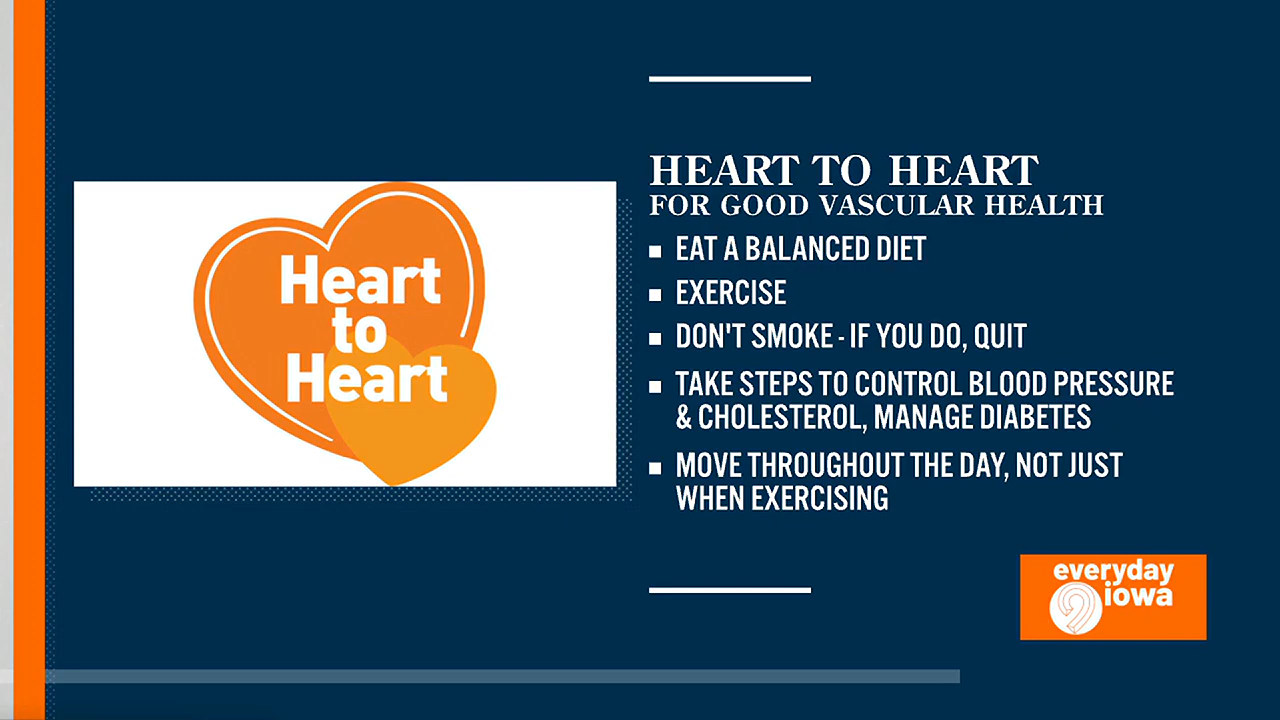 Heart
to
Heart
HEART TO HEART
FOR GOOD VASCULAR HEALTH
EAT A BALANCED DIET
EXERCISE
DON'T SMOKE - IF YOU DO, QUIT
TAKE STEPS TO CONTROL BLOOD PRESSURE
& CHOLESTEROL, MANAGE DIABETES
MOVE THROUGHOUT THE DAY, NOT JUST
WHEN EXERCISING
everyday
9 iowa